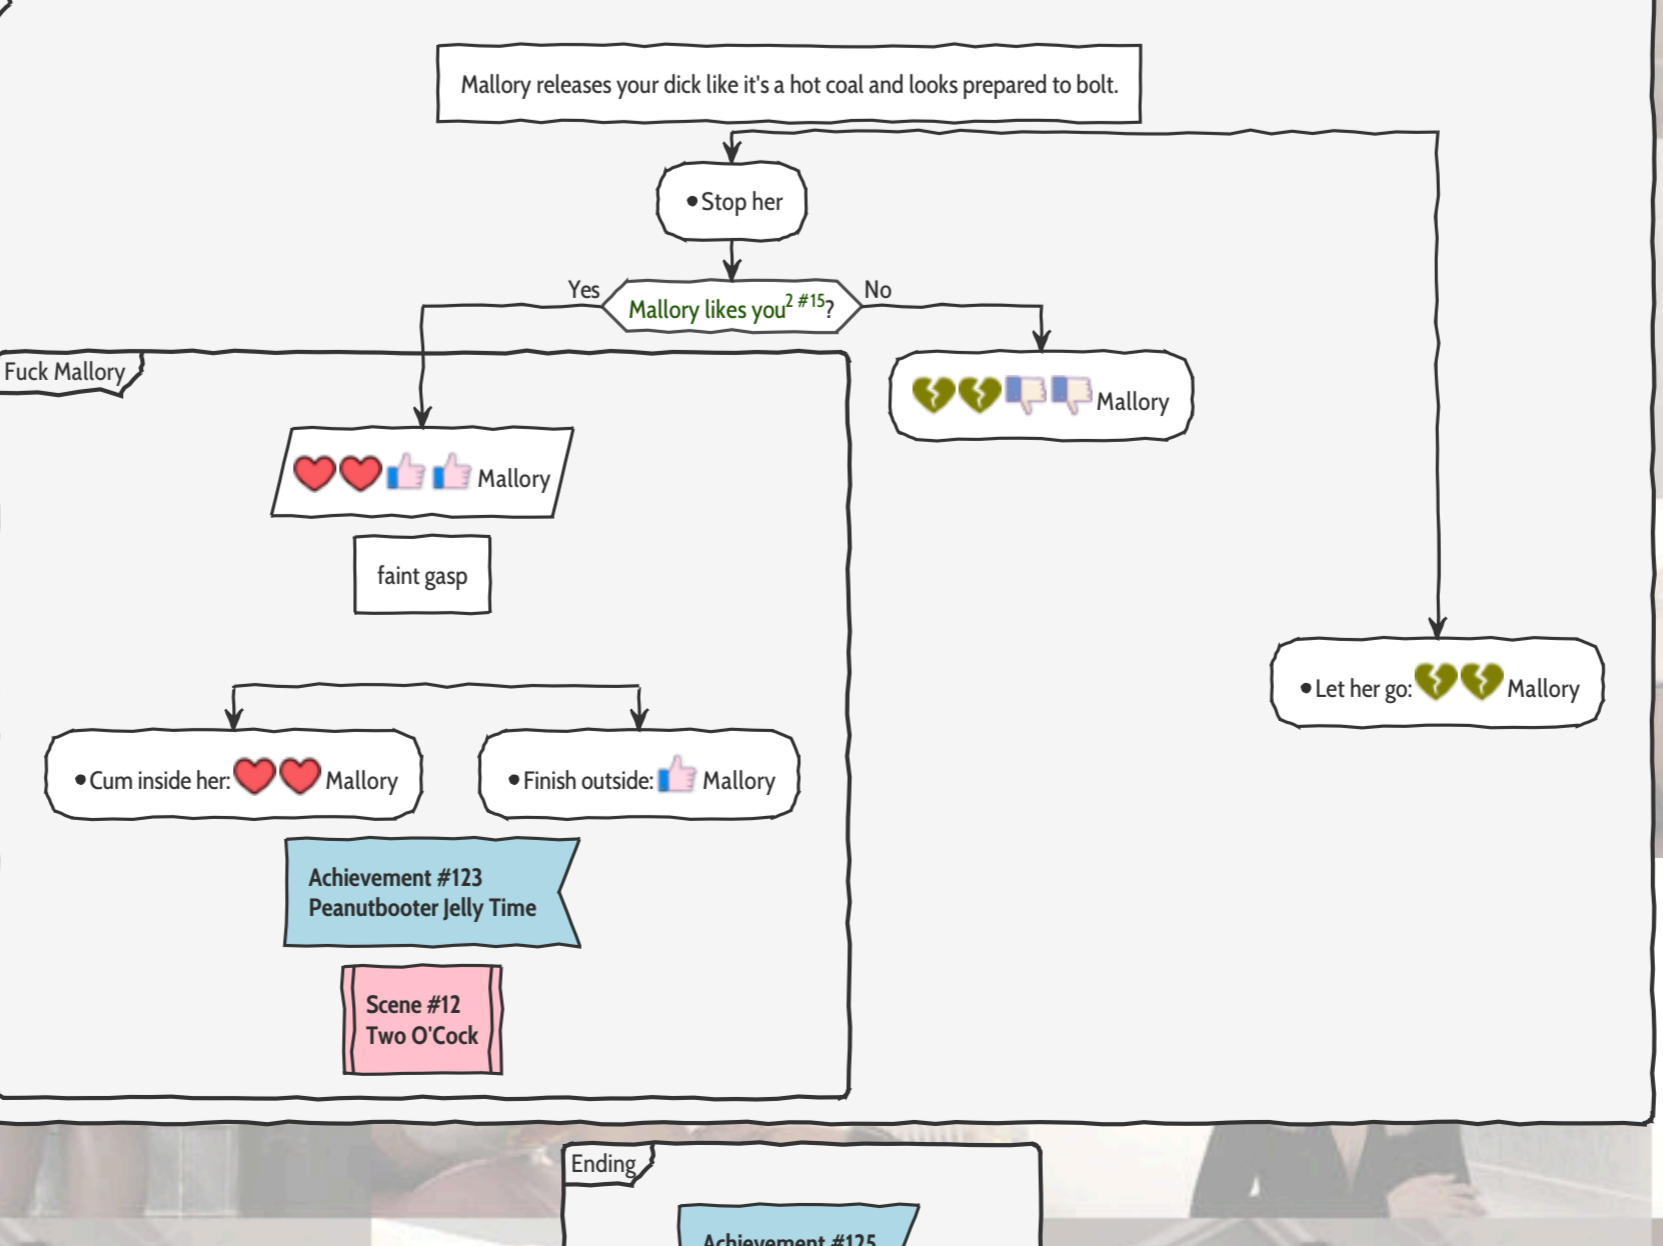 Mallory releases your dick like it's a hot coal and looks prepared to bolt.
•Stop her
Yes
Mallory likes you2 #15?
No
Fuck Mallory
Mallory
Mallory
faint gasp
•Let her go: Mallory
•Cum inside her: Mallory
•Finish outside: Mallory
Achievement #123
Peanutbooter Jelly Time
Scene #12
Two O'Cock
Ending
Achievement #125